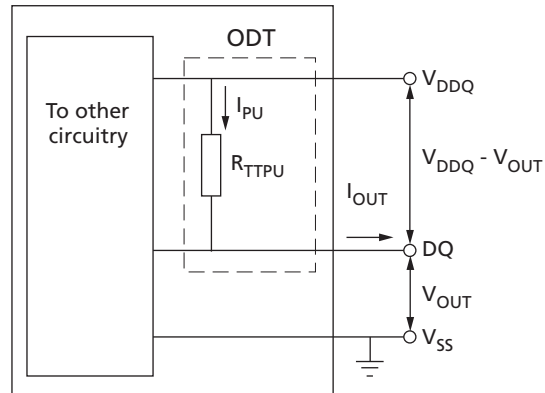 ODT
V_DDQ
To other
circuitry
I_PU
R_TTPU
V_DDQ - V_OUT
I_OUT
DQ
V_OUT
V_SS